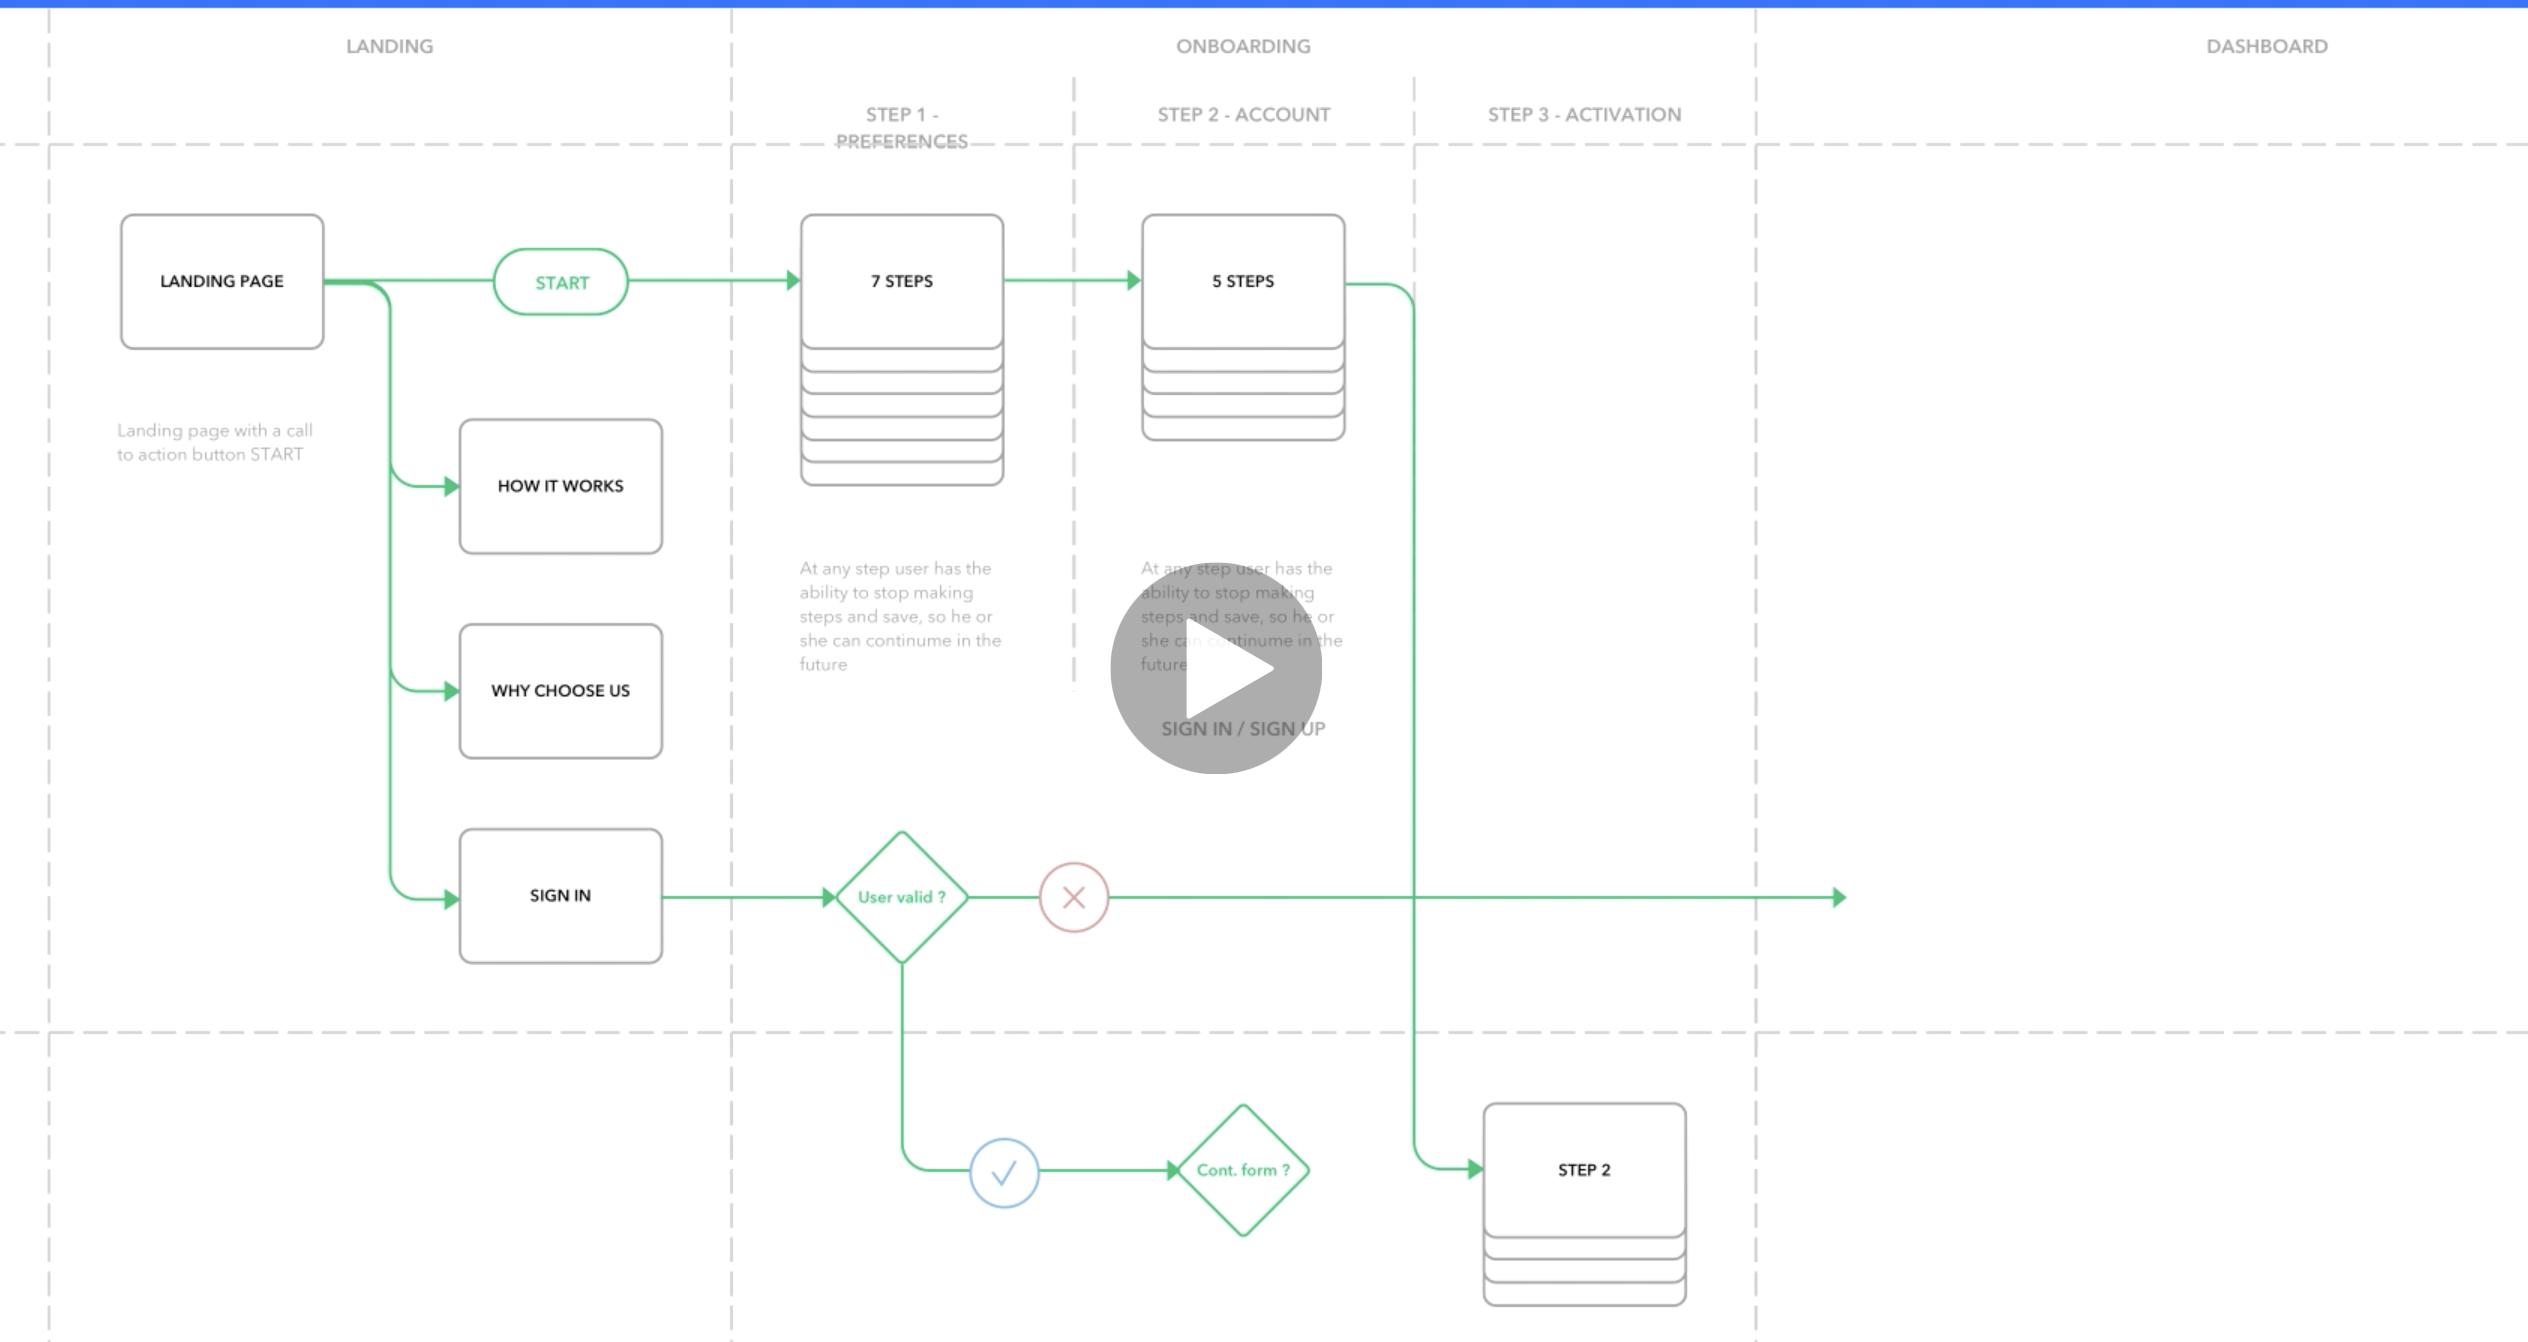 LANDING
ONBOARDING
DASHBOARD
STEP 1 -
PREFERENCES
STEP 2 - ACCOUNT
STEP 3 - ACTIVATION
LANDING PAGE
START
7 STEPS
5 STEPS
Landing page with a call
to action button START
HOW IT WORKS
At any step user has the
ability to stop making
steps and save, so he or
she can continume in the
future
At any step user has the
ability to stop making
steps and save, so he or
she can continume in the
future
WHY CHOOSE US
SIGN IN / SIGN UP
SIGN IN
User valid ?
Cont. form ?
STEP 2